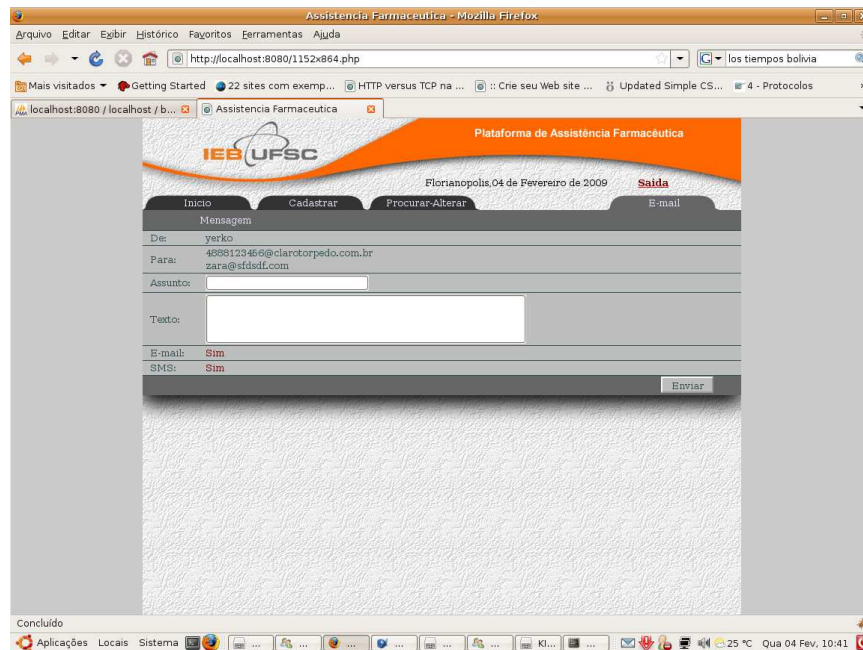 Assistencia Farmaceutica - Mozilla Firefox
Arquivo Editar Exibir Histórico Favoritos Ferramentas Ajuda
http://localhost:8080/1152x864.php
los tiempos bolivia
Mais visitados Getting Started 22 sites com exemp... HTTP versus TCP na ... :: Crie seu Web site ... Updated Simple CS... 4 - Protocolos
localhost:8080 / localhost / b... Assistencia Farmaceutica
IEB UFSC
Plataforma de Assistência Farmacêutica
Florianopolis,04 de Fevereiro de 2009 Saida
Inicio Cadastrar Procurar-Alterar E-mail
Mensagem
De: yerko
Para: 4888123456@clarotorpedo.com.br
zara@sfdsdf.com
Assunto:
Texto:
E-mail: Sim
SMS: Sim
Enviar
Concluído
Aplicações Locais Sistema ... ... ... ... ... ... Kl... ... 25 °C Qua 04 Fev, 10:41